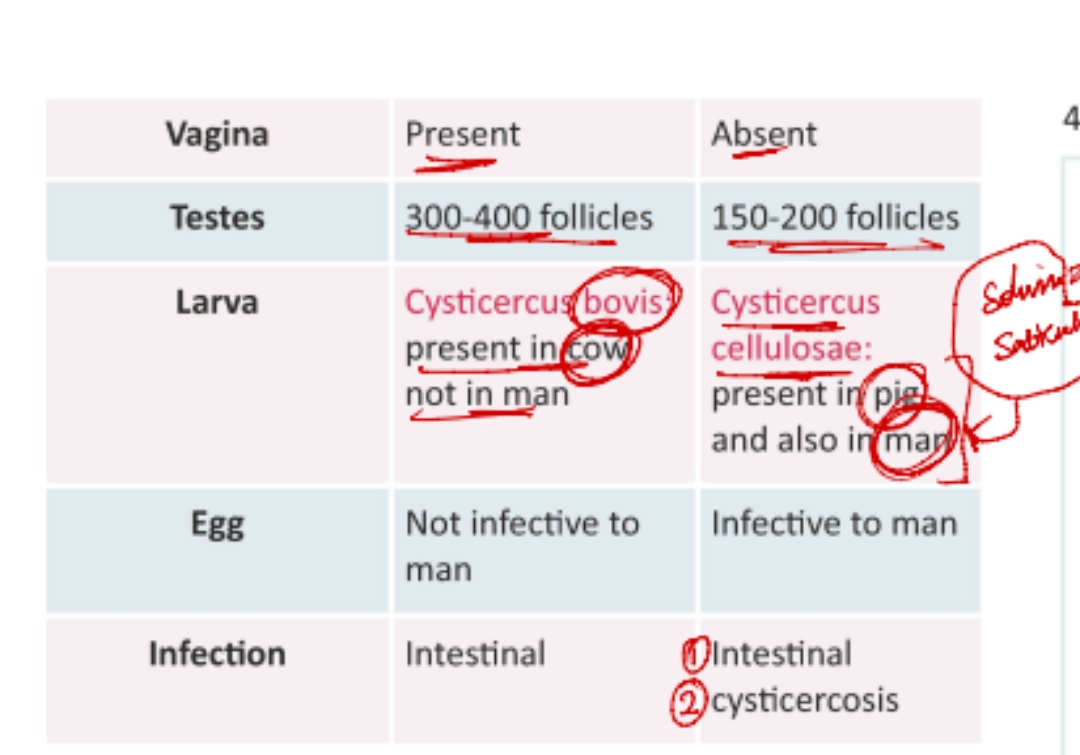 4
Vagina Present Absent
Testes 300-400 follicles 150-200 follicles
Larva Cysticercus bovis: Cysticercus
present in cow cellulosae:
not in man present in pig
and also in man
Egg Not infective to Infective to man
man
Infection Intestinal 1 Intestinal
2 cysticercosis